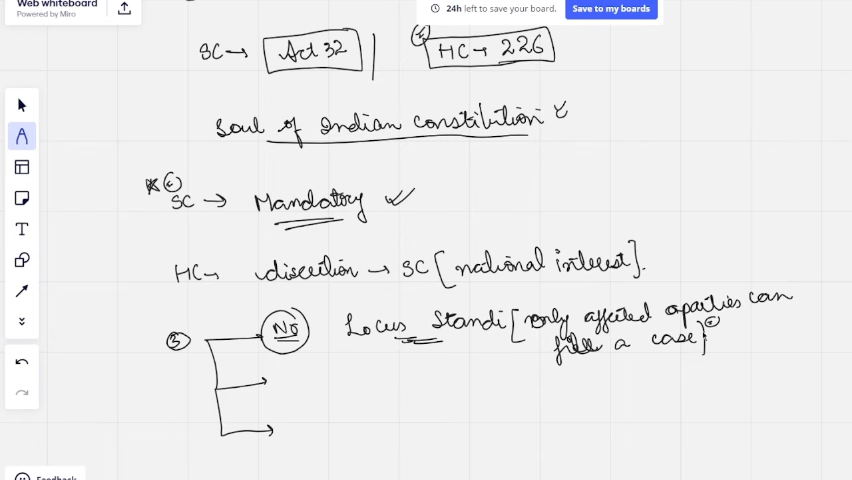 Web whiteboard
Powered by Miro
24h left to save your board.
Save to my boards
SC → Act 32
HC → 226
Soul of Indian constitution
SC → Mandatory ✓
HC → discretion → SC [national interest].
③ No Locus Standi [only affected parties can
file a case]
T
Feedback